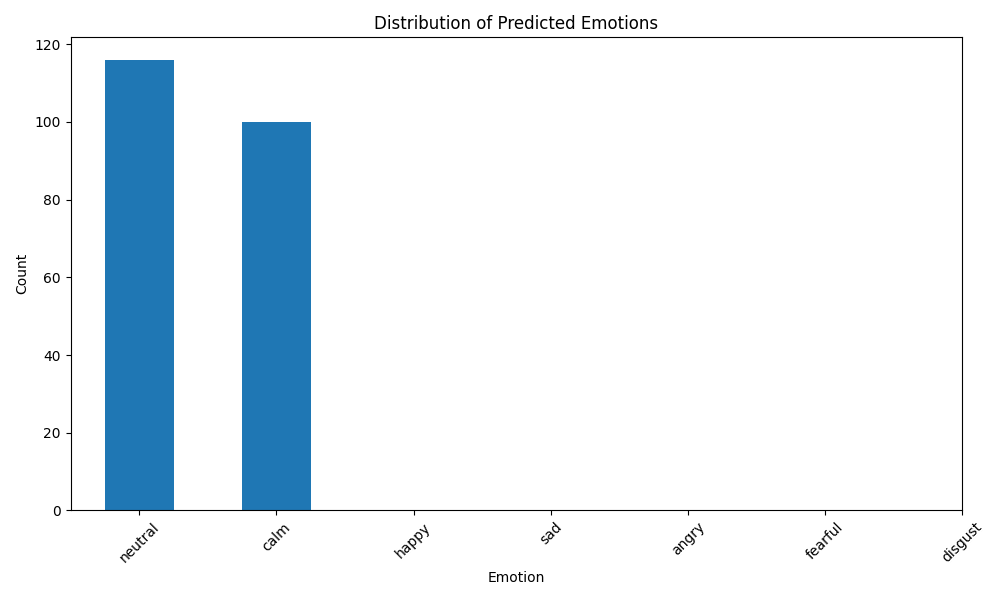 Distribution of Predicted Emotions
120
100
80
60
40
20
0
Count
neutral
calm
happy
sad
angry
fearful
disgust
Emotion